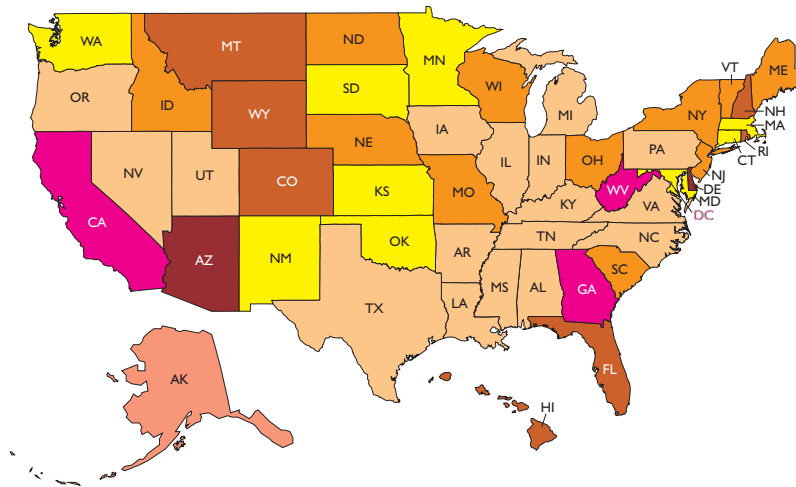 WA
MT
ND
MN
VT
ME
OR
ID
SD
WI
NY
NH
MA
WY
MI
RI
CT
IA
NE
PA
NJ
NV
UT
CO
IL
IN
OH
DE
MD
CA
KS
MO
WV
VA
DC
KY
AZ
NM
OK
TN
NC
AR
SC
TX
MS
AL
GA
LA
AK
FL
HI